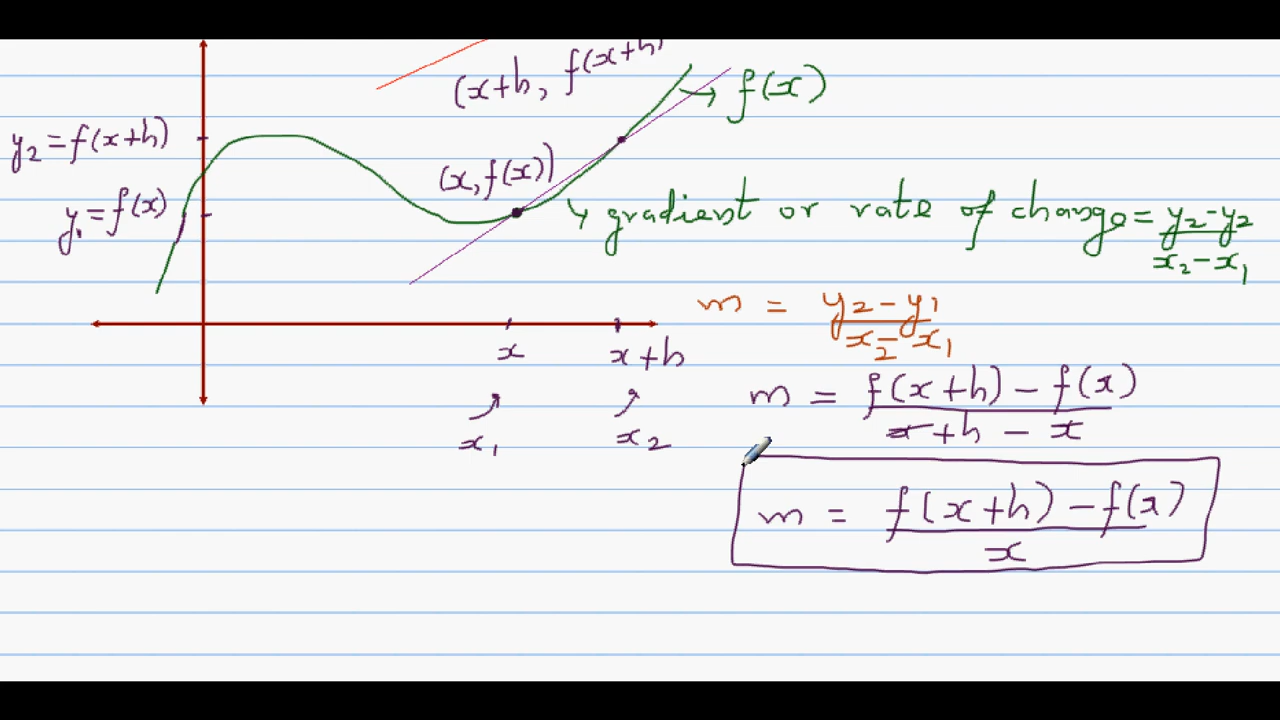 (x+h, f(x+h)
f(x)
y₂ = f(x+h)
(x, f(x))
y₁ = f(x)
gradient or rate of change = (y₂ - y₂)/(x₂ - x₁)
m = (y₂ - y₁)/(x₂ - x₁)
x
x+h
m = (f(x+h) - f(x))/(x+h - x)
x₁
x₂
m = (f(x+h) - f(x))/x